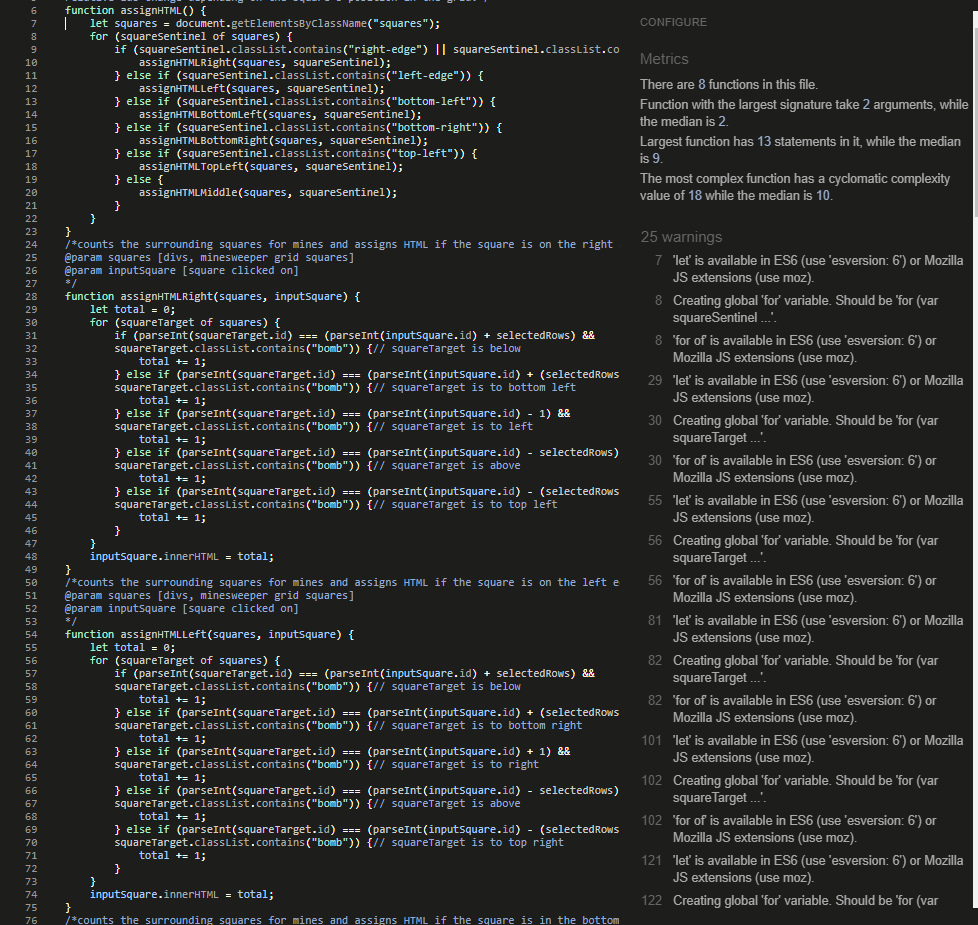 6 function assignHTML() {
7 let squares = document.getElementsByClassName("squares");
8 for (squareSentinel of squares) {
9 if (squareSentinel.classList.contains("right-edge") || squareSentinel.classList.co
10 assignHTMLRight(squares, squareSentinel);
11 } else if (squareSentinel.classList.contains("left-edge")) {
12 assignHTMLLeft(squares, squareSentinel);
13 } else if (squareSentinel.classList.contains("bottom-left")) {
14 assignHTMLBottomLeft(squares, squareSentinel);
15 } else if (squareSentinel.classList.contains("bottom-right")) {
16 assignHTMLBottomRight(squares, squareSentinel);
17 } else if (squareSentinel.classList.contains("top-left")) {
18 assignHTMLTopLeft(squares, squareSentinel);
19 } else {
20 assignHTMLMiddle(squares, squareSentinel);
21 }
22 }
23 }
24 /*counts the surrounding squares for mines and assigns HTML if the square is on the right
25 @param squares [divs, minesweeper grid squares]
26 @param inputSquare [square clicked on]
27 */
28 function assignHTMLRight(squares, inputSquare) {
29 let total = 0;
30 for (squareTarget of squares) {
31 if (parseInt(squareTarget.id) === (parseInt(inputSquare.id) + selectedRows) &&
32 squareTarget.classList.contains("bomb")) {// squareTarget is below
33 total += 1;
34 } else if (parseInt(squareTarget.id) === (parseInt(inputSquare.id) + (selectedRows
35 squareTarget.classList.contains("bomb")) {// squareTarget is to bottom left
36 total += 1;
37 } else if (parseInt(squareTarget.id) === (parseInt(inputSquare.id) - 1) &&
38 squareTarget.classList.contains("bomb")) {// squareTarget is to left
39 total += 1;
40 } else if (parseInt(squareTarget.id) === (parseInt(inputSquare.id) - selectedRows)
41 squareTarget.classList.contains("bomb")) {// squareTarget is above
42 total += 1;
43 } else if (parseInt(squareTarget.id) === (parseInt(inputSquare.id) - (selectedRows
44 squareTarget.classList.contains("bomb")) {// squareTarget is to top left
45 total += 1;
46 }
47 }
48 inputSquare.innerHTML = total;
49 }
50 /*counts the surrounding squares for mines and assigns HTML if the square is on the left e
51 @param squares [divs, minesweeper grid squares]
52 @param inputSquare [square clicked on]
53 */
54 function assignHTMLLeft(squares, inputSquare) {
55 let total = 0;
56 for (squareTarget of squares) {
57 if (parseInt(squareTarget.id) === (parseInt(inputSquare.id) + selectedRows) &&
58 squareTarget.classList.contains("bomb")) {// squareTarget is below
59 total += 1;
60 } else if (parseInt(squareTarget.id) === (parseInt(inputSquare.id) + (selectedRows
61 squareTarget.classList.contains("bomb")) {// squareTarget is to bottom right
62 total += 1;
63 } else if (parseInt(squareTarget.id) === (parseInt(inputSquare.id) + 1) &&
64 squareTarget.classList.contains("bomb")) {// squareTarget is to right
65 total += 1;
66 } else if (parseInt(squareTarget.id) === (parseInt(inputSquare.id) - selectedRows)
67 squareTarget.classList.contains("bomb")) {// squareTarget is above
68 total += 1;
69 } else if (parseInt(squareTarget.id) === (parseInt(inputSquare.id) - (selectedRows
70 squareTarget.classList.contains("bomb")) {// squareTarget is to top right
71 total += 1;
72 }
73 }
74 inputSquare.innerHTML = total;
75 }
76 /*counts the surrounding squares for mines and assigns HTML if the square is in the bottom
CONFIGURE
Metrics
There are 8 functions in this file.
Function with the largest signature take 2 arguments, while
the median is 2.
Largest function has 13 statements in it, while the median
is 9.
The most complex function has a cyclomatic complexity
value of 18 while the median is 10.
25 warnings
7 'let' is available in ES6 (use 'esversion: 6') or Mozilla
JS extensions (use moz).
8 Creating global 'for' variable. Should be 'for (var
squareSentinel ...'.
8 'for of' is available in ES6 (use 'esversion: 6') or
Mozilla JS extensions (use moz).
29 'let' is available in ES6 (use 'esversion: 6') or Mozilla
JS extensions (use moz).
30 Creating global 'for' variable. Should be 'for (var
squareTarget ...'.
30 'for of' is available in ES6 (use 'esversion: 6') or
Mozilla JS extensions (use moz).
55 'let' is available in ES6 (use 'esversion: 6') or Mozilla
JS extensions (use moz).
56 Creating global 'for' variable. Should be 'for (var
squareTarget ...'.
56 'for of' is available in ES6 (use 'esversion: 6') or
Mozilla JS extensions (use moz).
81 'let' is available in ES6 (use 'esversion: 6') or Mozilla
JS extensions (use moz).
82 Creating global 'for' variable. Should be 'for (var
squareTarget ...'.
82 'for of' is available in ES6 (use 'esversion: 6') or
Mozilla JS extensions (use moz).
101 'let' is available in ES6 (use 'esversion: 6') or Mozilla
JS extensions (use moz).
102 Creating global 'for' variable. Should be 'for (var
squareTarget ...'.
102 'for of' is available in ES6 (use 'esversion: 6') or
Mozilla JS extensions (use moz).
121 'let' is available in ES6 (use 'esversion: 6') or Mozilla
JS extensions (use moz).
122 Creating global 'for' variable. Should be 'for (var